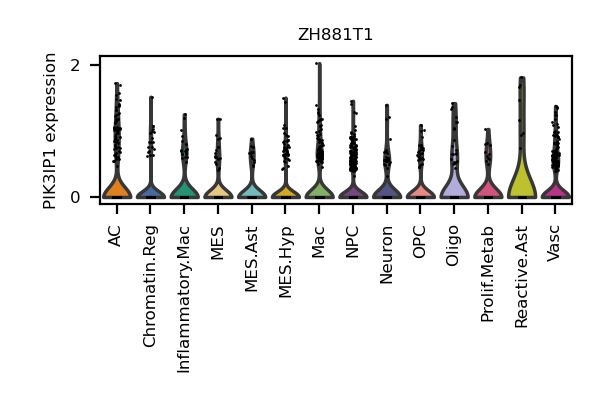 ZH881T1
PIK3IP1 expression
2
0
AC
Chromatin.Reg
Inflammatory.Mac
MES
MES.Ast
MES.Hyp
Mac
NPC
Neuron
OPC
Oligo
Prolif.Metab
Reactive.Ast
Vasc